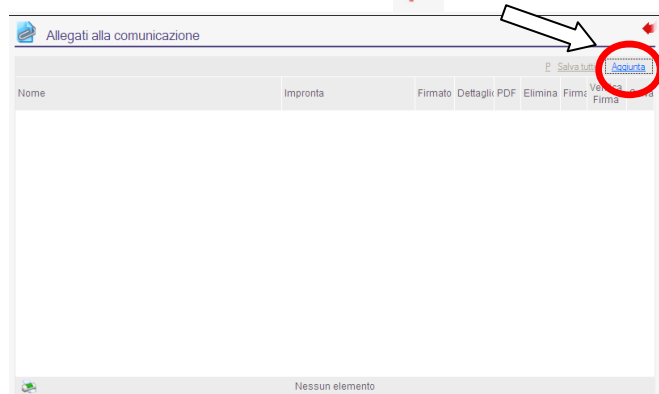 Allegati alla comunicazione
P Salva tutti Aggiunta
Nome Impronta Firmato Dettaglio PDF Elimina Firma Verifica Firma
Nessun elemento